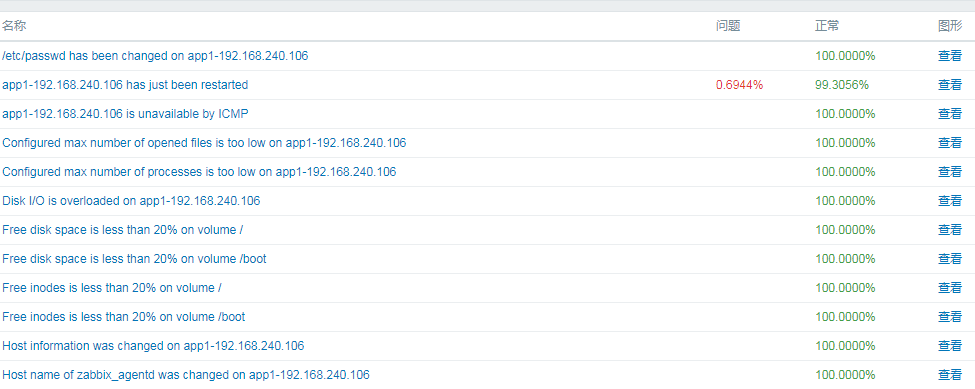 名称 问题 正常 图形
/etc/passwd has been changed on app1-192.168.240.106 100.0000% 查看
app1-192.168.240.106 has just been restarted 0.6944% 99.3056% 查看
app1-192.168.240.106 is unavailable by ICMP 100.0000% 查看
Configured max number of opened files is too low on app1-192.168.240.106 100.0000% 查看
Configured max number of processes is too low on app1-192.168.240.106 100.0000% 查看
Disk I/O is overloaded on app1-192.168.240.106 100.0000% 查看
Free disk space is less than 20% on volume / 100.0000% 查看
Free disk space is less than 20% on volume /boot 100.0000% 查看
Free inodes is less than 20% on volume / 100.0000% 查看
Free inodes is less than 20% on volume /boot 100.0000% 查看
Host information was changed on app1-192.168.240.106 100.0000% 查看
Host name of zabbix_agentd was changed on app1-192.168.240.106 100.0000% 查看